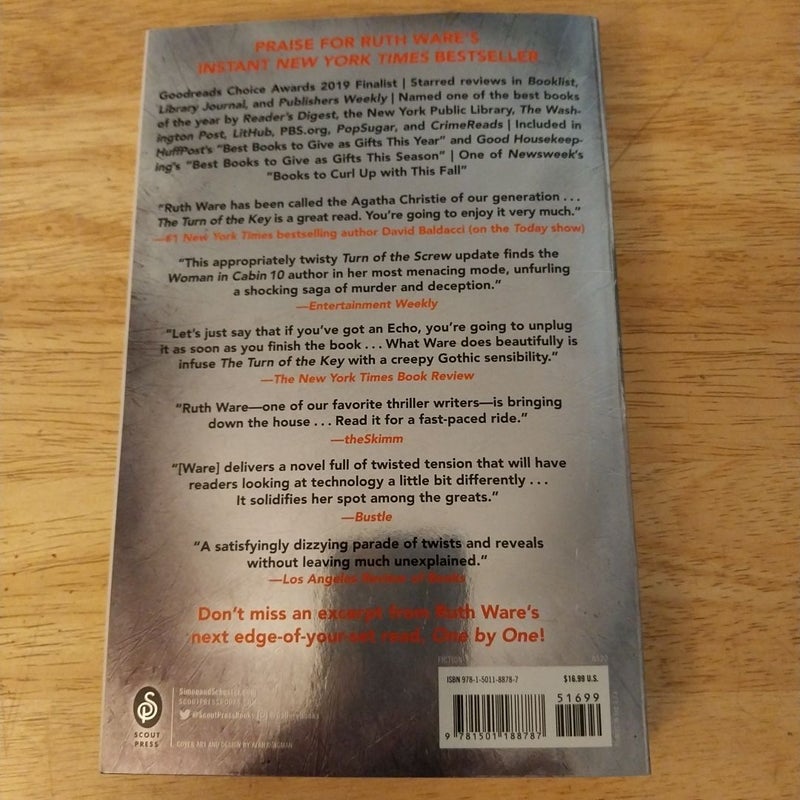 PRAISE FOR RUTH WARE'S
INSTANT NEW YORK TIMES BESTSELLER
Goodreads Choice Awards 2019 Finalist | Starred reviews in Booklist,
Library Journal, and Publishers Weekly | Named one of the best books
of the year by Reader's Digest, the New York Public Library, The Wash-
ington Post, LitHub, PBS.org, PopSugar, and CrimeReads | Included in
HuffPost's "Best Books to Give as Gifts This Year" and Good Housekeep-
ing's "Best Books to Give as Gifts This Season" | One of Newsweek's
"Books to Curl Up with This Fall"
"Ruth Ware has been called the Agatha Christie of our generation . . .
The Turn of the Key is a great read. You're going to enjoy it very much."
—#1 New York Times bestselling author David Baldacci (on the Today show)
"This appropriately twisty Turn of the Screw update finds the
Woman in Cabin 10 author in her most menacing mode, unfurling
a shocking saga of murder and deception."
—Entertainment Weekly
"Let's just say that if you've got an Echo, you're going to unplug
it as soon as you finish the book . . . What Ware does beautifully is
infuse The Turn of the Key with a creepy Gothic sensibility."
—The New York Times Book Review
"Ruth Ware—one of our favorite thriller writers—is bringing
down the house . . . Read it for a fast-paced ride."
—theSkimm
"[Ware] delivers a novel full of twisted tension that will have
readers looking at technology a little bit differently . . .
It solidifies her spot among the greats."
—Bustle
"A satisfyingly dizzying parade of twists and reveals
without leaving much unexplained."
—Los Angeles Review of Books
Don't miss an excerpt from Ruth Ware's
next edge-of-your-set read, One by One!
FICTION
ISBN 978-1-5011-8878-7
$16.99 U.S.
51699
9 781501 188787
SCOUT
PRESS
SimonandSchuster.com
SCOUTPRESSBOOKS.COM
@ScoutPressBooks
COVER ART AND DESIGN BY ALAN DINGMAN